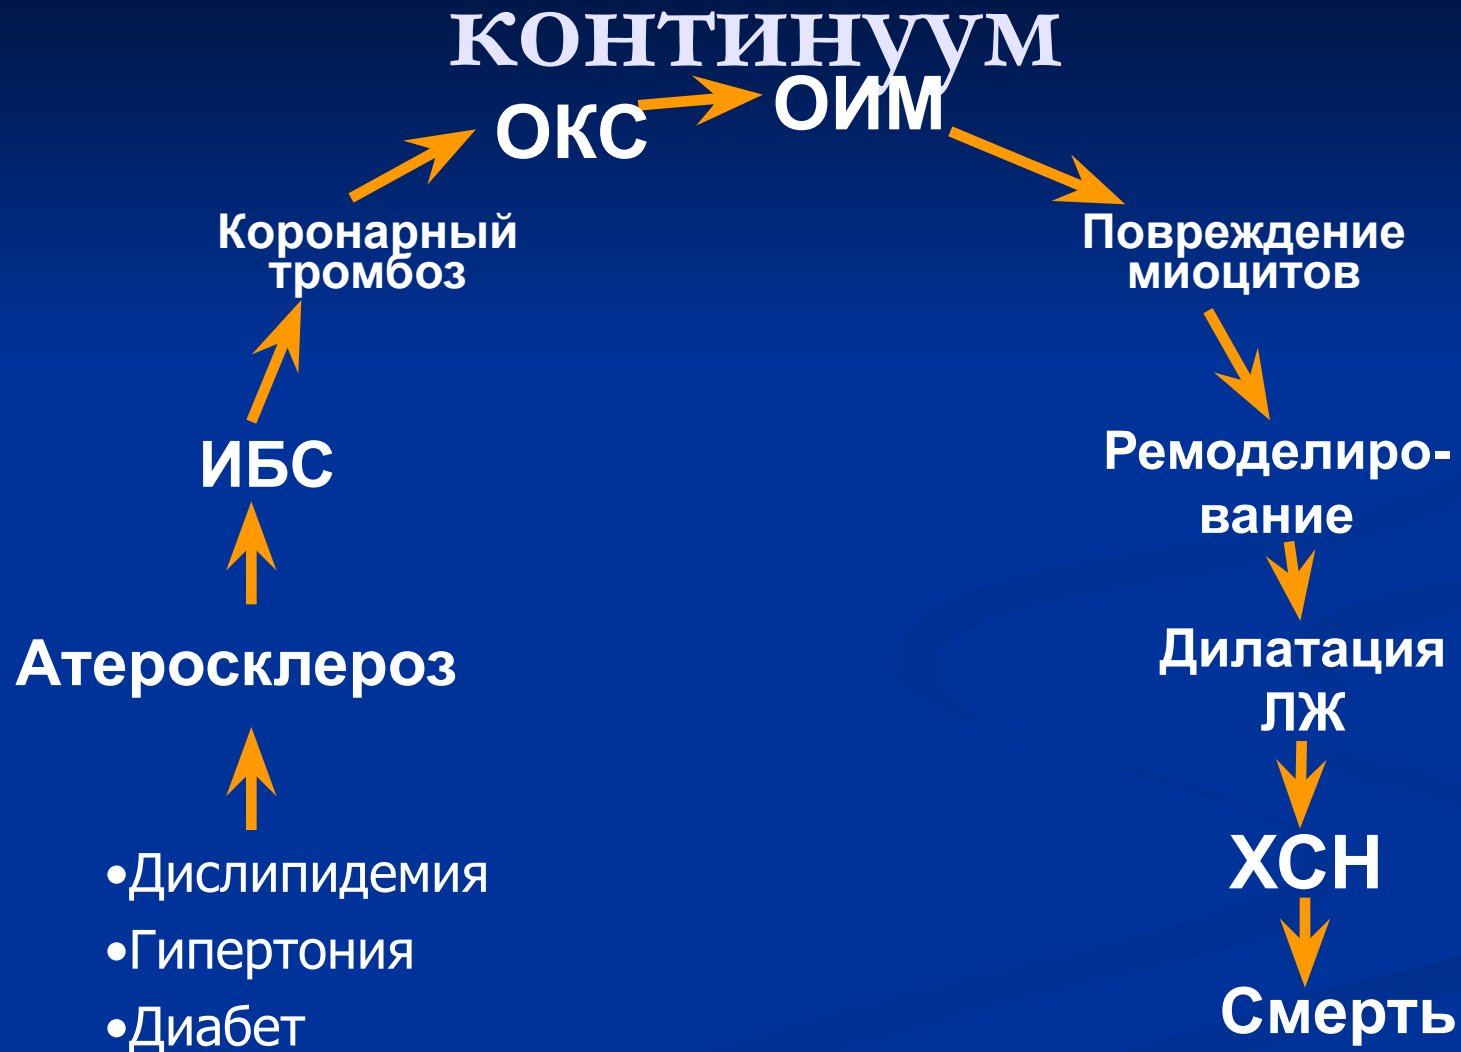 континуум
ОКС
ОИМ
Коронарный
тромбоз
Повреждение
миоцитов
ИБС
Ремоделиро-
вание
Атеросклероз
Дилатация
ЛЖ
•Дислипидемия
•Гипертония
•Диабет
ХСН
Смерть